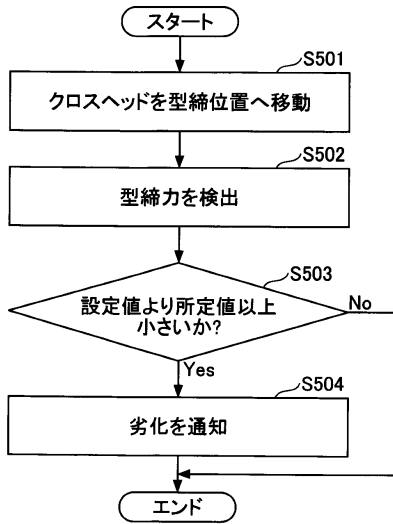 スタート
S501
クロスヘッドを型締位置へ移動
S502
型締力を検出
S503
設定値より所定値以上
小さいか?
No
Yes
S504
劣化を通知
エンド